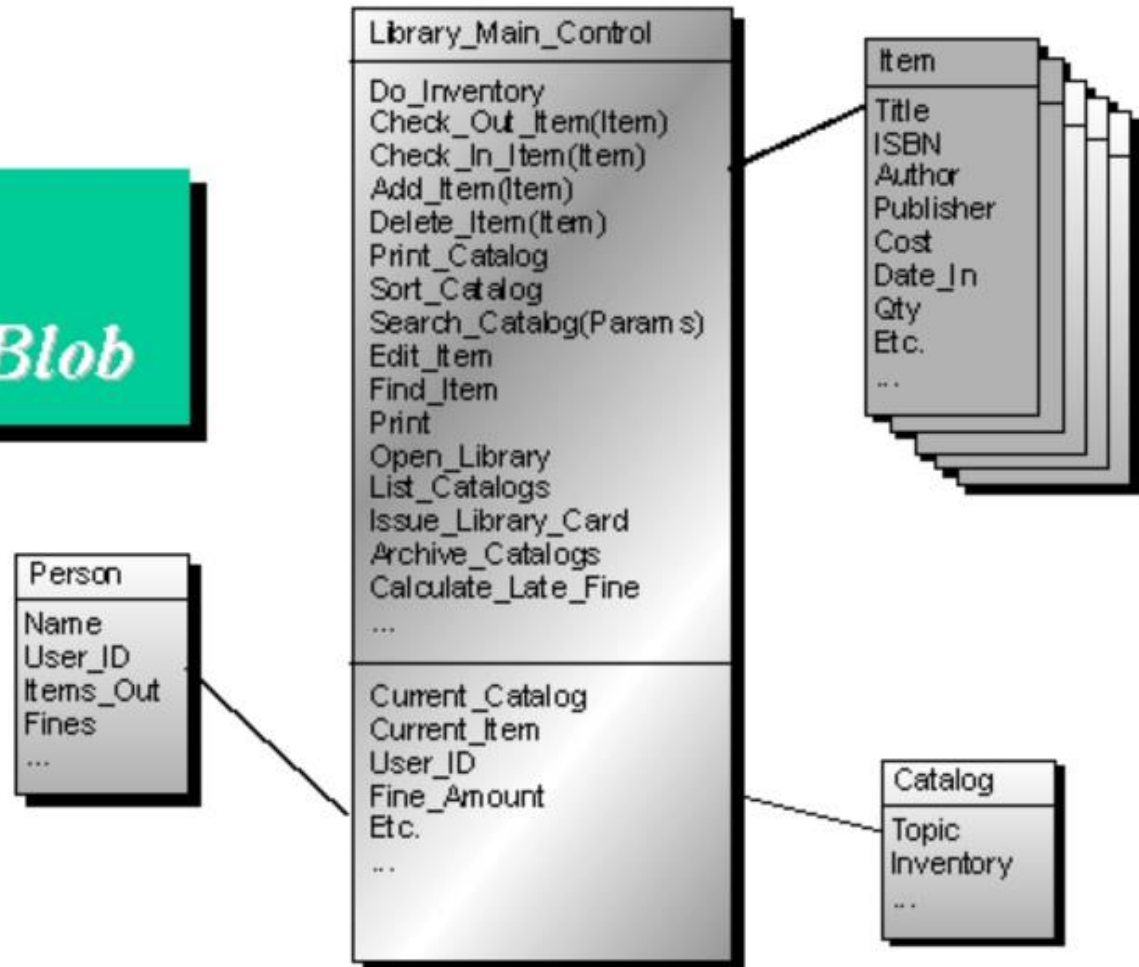 Blob
Library_Main_Control
Do_Inventory
Check_Out_Item(Item)
Check_In_Item(Item)
Add_Item(Item)
Delete_Item(Item)
Print_Catalog
Sort_Catalog
Search_Catalog(Params)
Edit_Item
Find_Item
Print
Open_Library
List_Catalogs
Issue_Library_Card
Archive_Catalogs
Calculate_Late_Fine
...
Current_Catalog
Current_Item
User_ID
Fine_Amount
Etc.
...
Item
Title
ISBN
Author
Publisher
Cost
Date_In
Qty
Etc.
...
Person
Name
User_ID
Items_Out
Fines
...
Catalog
Topic
Inventory
...